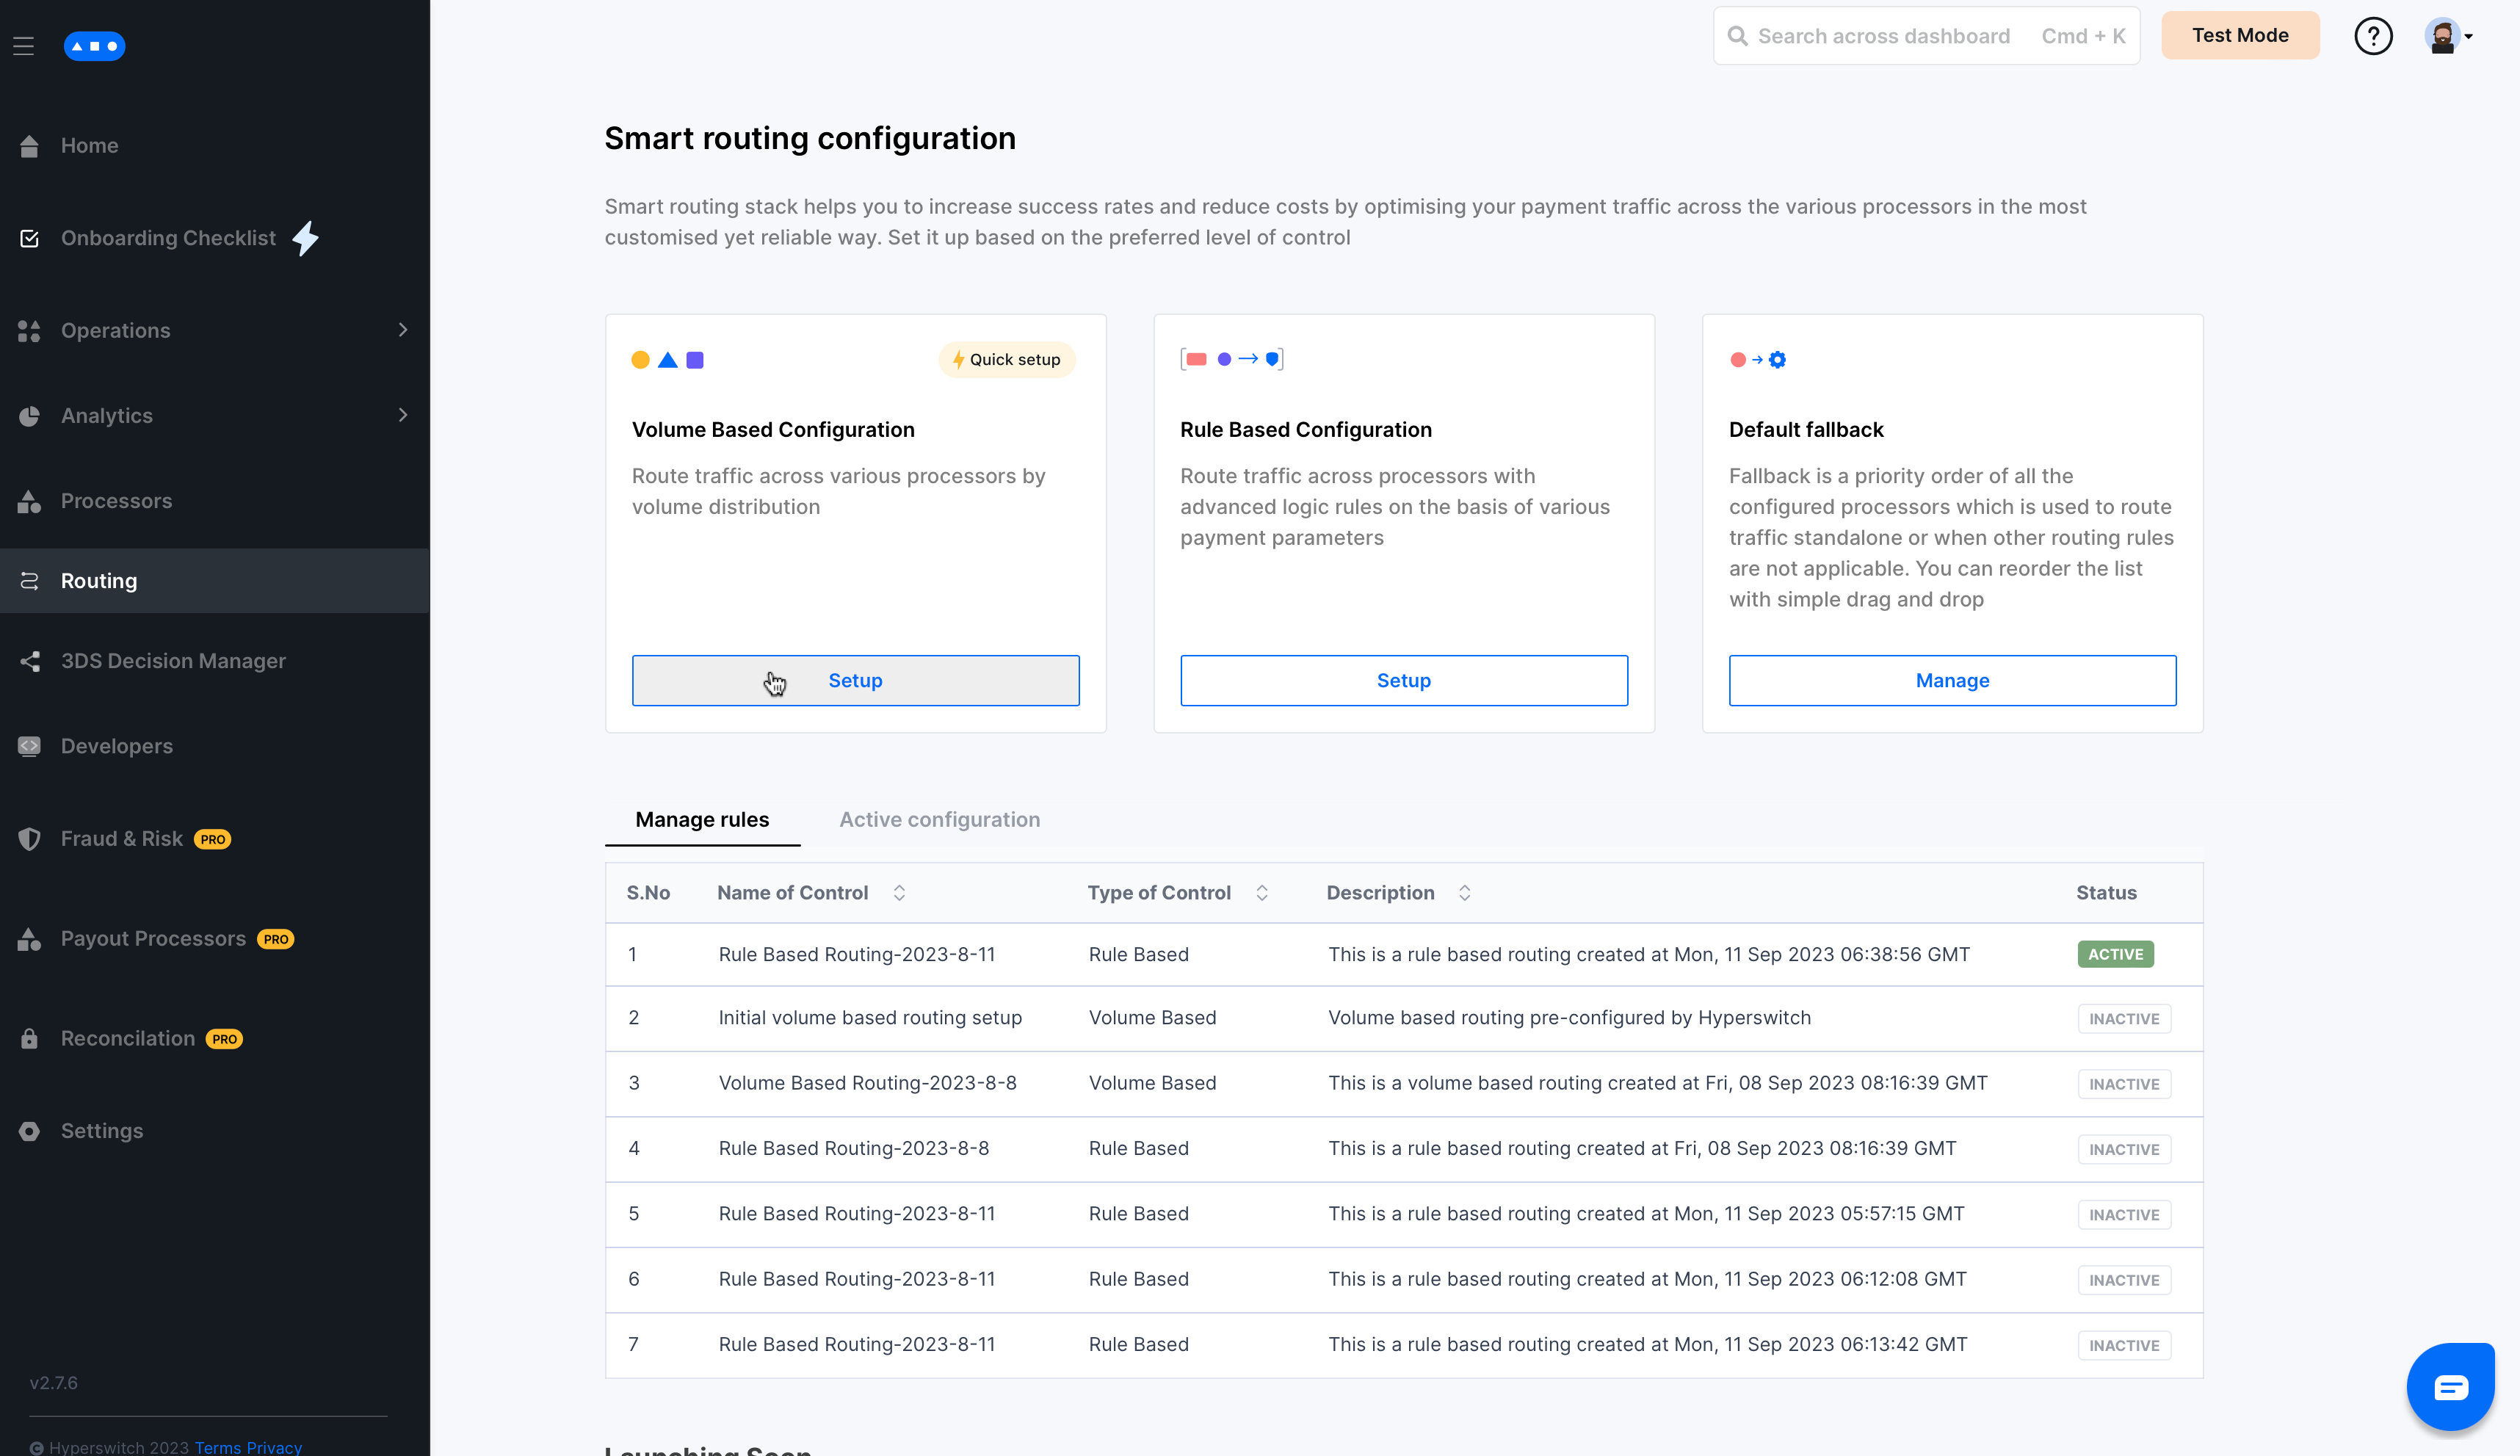 Search across dashboard Cmd + K
Test Mode
Home
Onboarding Checklist
Operations
Analytics
Processors
Routing
3DS Decision Manager
Developers
Fraud & Risk PRO
Payout Processors PRO
Reconcilation PRO
Settings
v2.7.6
© Hyperswitch 2023 Terms Privacy
Smart routing configuration
Smart routing stack helps you to increase success rates and reduce costs by optimising your payment traffic across the various processors in the most
customised yet reliable way. Set it up based on the preferred level of control
Quick setup
Volume Based Configuration
Route traffic across various processors by
volume distribution
Setup
Rule Based Configuration
Route traffic across processors with
advanced logic rules on the basis of various
payment parameters
Setup
Default fallback
Fallback is a priority order of all the
configured processors which is used to route
traffic standalone or when other routing rules
are not applicable. You can reorder the list
with simple drag and drop
Manage
Manage rules Active configuration
S.No Name of Control Type of Control Description Status
1 Rule Based Routing-2023-8-11 Rule Based This is a rule based routing created at Mon, 11 Sep 2023 06:38:56 GMT ACTIVE
2 Initial volume based routing setup Volume Based Volume based routing pre-configured by Hyperswitch INACTIVE
3 Volume Based Routing-2023-8-8 Volume Based This is a volume based routing created at Fri, 08 Sep 2023 08:16:39 GMT INACTIVE
4 Rule Based Routing-2023-8-8 Rule Based This is a rule based routing created at Fri, 08 Sep 2023 08:16:39 GMT INACTIVE
5 Rule Based Routing-2023-8-11 Rule Based This is a rule based routing created at Mon, 11 Sep 2023 05:57:15 GMT INACTIVE
6 Rule Based Routing-2023-8-11 Rule Based This is a rule based routing created at Mon, 11 Sep 2023 06:12:08 GMT INACTIVE
7 Rule Based Routing-2023-8-11 Rule Based This is a rule based routing created at Mon, 11 Sep 2023 06:13:42 GMT INACTIVE
Launching Soon